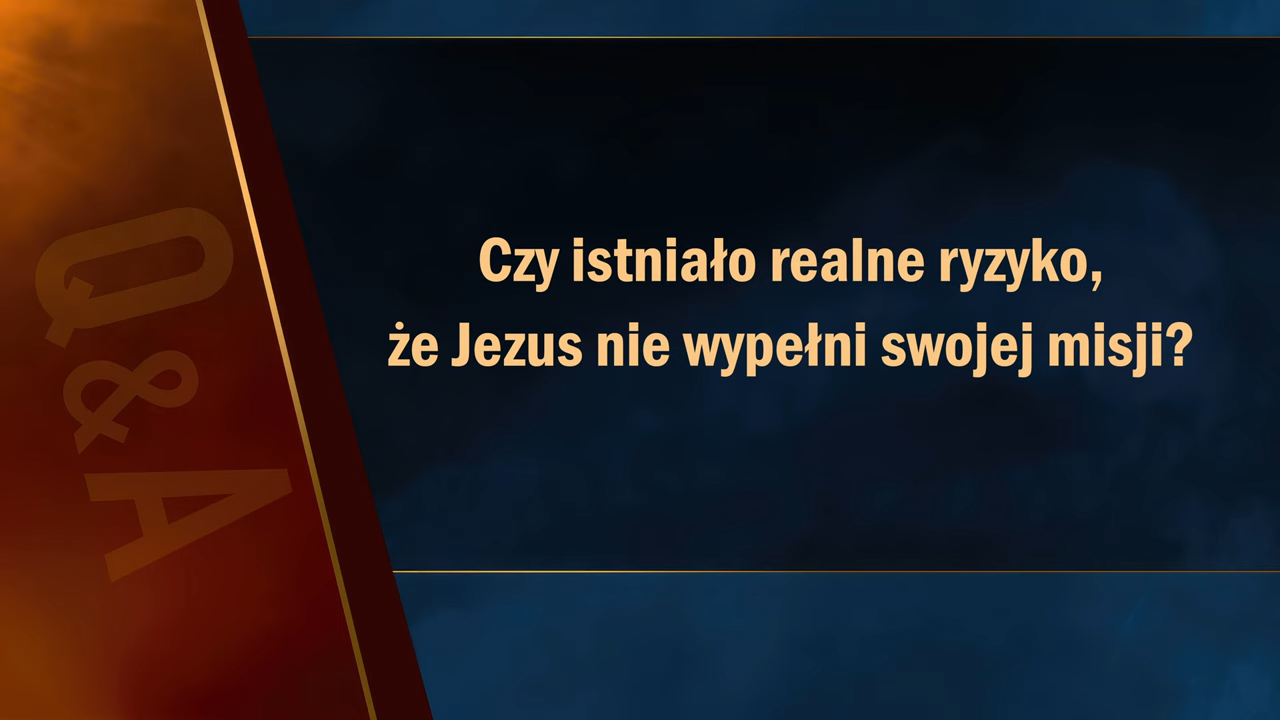 Q & A
Czy istniało realne ryzyko,
że Jezus nie wypełni swojej misji?